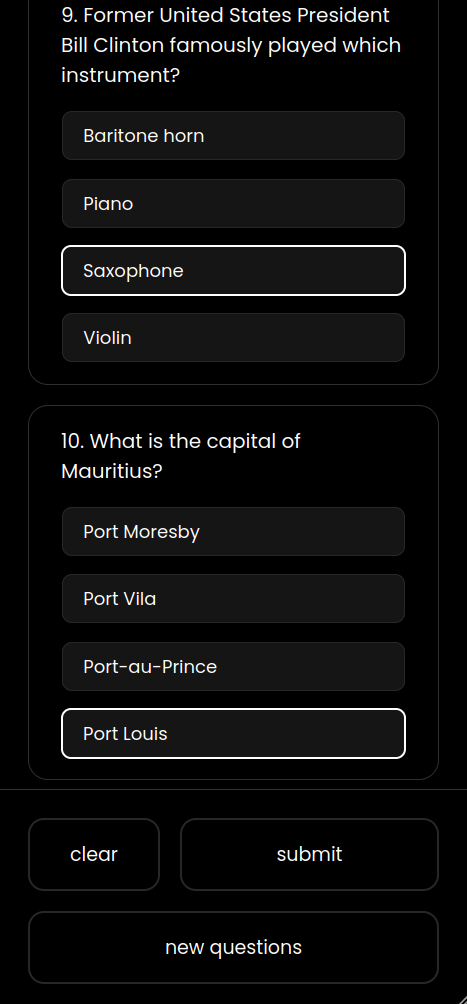 9. Former United States President
Bill Clinton famously played which
instrument?
Baritone horn
Piano
Saxophone
Violin
10. What is the capital of
Mauritius?
Port Moresby
Port Vila
Port-au-Prince
Port Louis
clear
submit
new questions